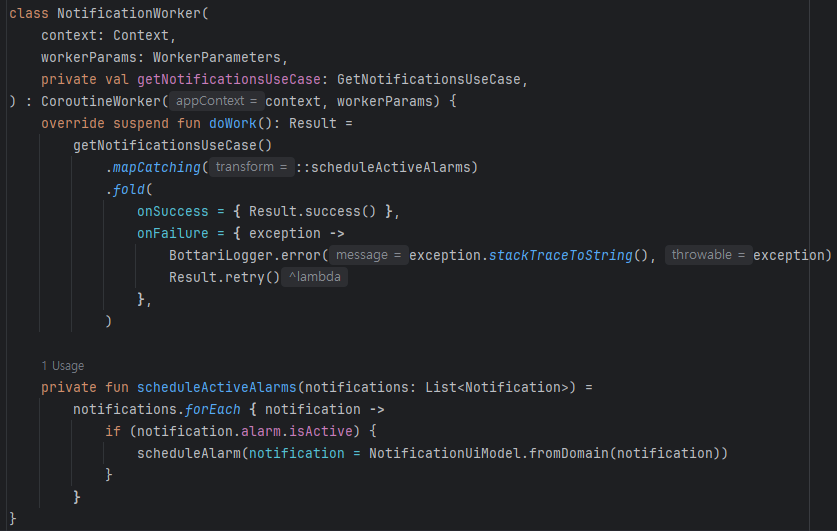 class NotificationWorker(
    context: Context,
    workerParams: WorkerParameters,
    private val getNotificationsUseCase: GetNotificationsUseCase,
) : CoroutineWorker( appContext = context, workerParams) {
    override suspend fun doWork(): Result =
        getNotificationsUseCase()
            .mapCatching( transform = ::scheduleActiveAlarms)
            .fold(
                onSuccess = { Result.success() },
                onFailure = { exception ->
                    BottariLogger.error( message = exception.stackTraceToString(), throwable = exception)
                    Result.retry() ^lambda
                },
            )
    1 Usage
    private fun scheduleActiveAlarms(notifications: List<Notification>) =
        notifications.forEach { notification ->
            if (notification.alarm.isActive) {
                scheduleAlarm(notification = NotificationUiModel.fromDomain(notification))
            }
        }
}